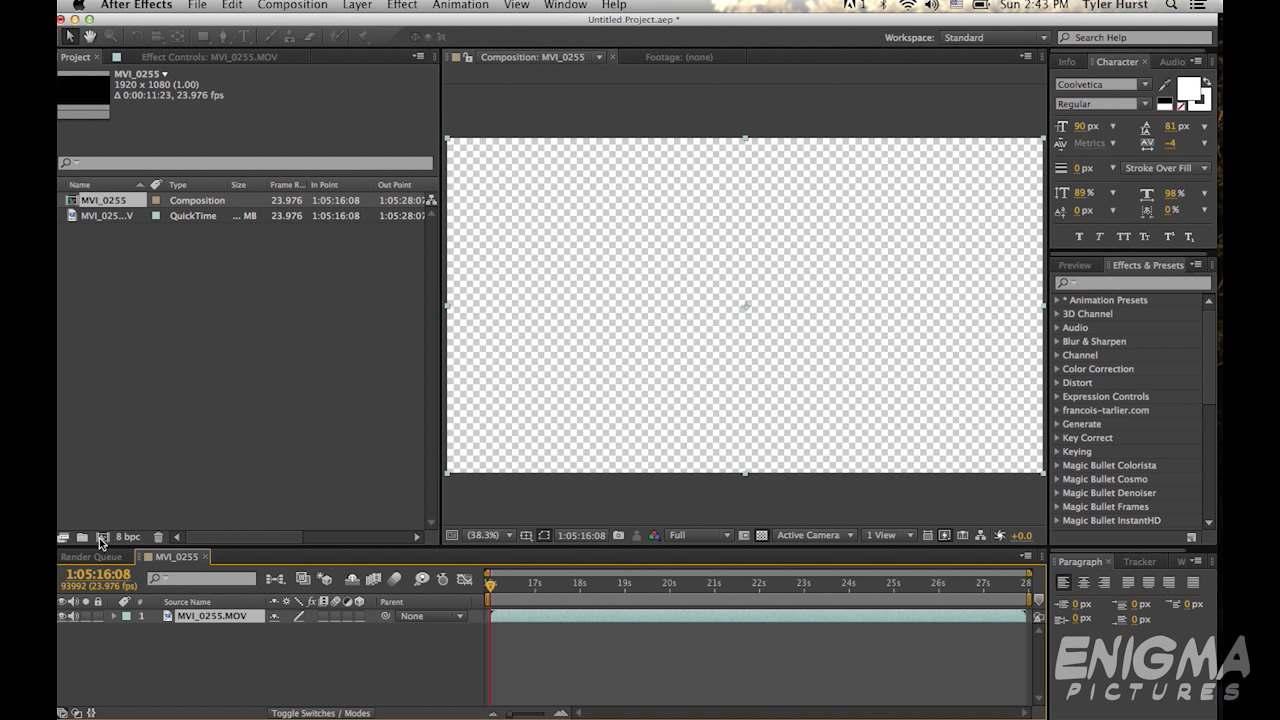 After Effects File Edit Composition Layer Effect Animation View Window Help 1 Sun 2:43 PM Tyler Hurst
Untitled Project.aep *
Workspace: Standard Search Help
Project × Effect Controls: MVI_0255.MOV Composition: MVI_0255 × Footage: (none) Info Character × Audio
MVI_0255
1920 x 1080 (1.00)
Δ 0:00:11:23, 23.976 fps
Coolvetica
Regular
90 px 81 px
Metrics -4
0 px Stroke Over Fill
89 % 98 %
0 px 0 %
T T TT Tr T¹ T₁
Name Type Size Frame R... In Point Out Point
MVI_0255 Composition 23.976 1:05:16:08 1:05:28:07
MVI_025...V QuickTime ... MB 23.976 1:05:16:08 1:05:28:07
Preview Effects & Presets
* Animation Presets
3D Channel
Audio
Blur & Sharpen
Channel
Color Correction
Distort
Expression Controls
francois-tarlier.com
Generate
Key Correct
Keying
Magic Bullet Colorista
Magic Bullet Cosmo
Magic Bullet Denoiser
Magic Bullet Frames
Magic Bullet InstantHD
8 bpc (38.3%) 1:05:16:08 Full Active Camera 1 View +0.0
Render Queue MVI_0255 × Paragraph × Tracker W
1:05:16:08
93992 (23.976 fps)
17s 18s 19s 20s 21s 22s 23s 24s 25s 26s 27s 28
# Source Name Parent
1 MVI_0255.MOV None
0 px 0 px 0 px
0 px 0 px
Toggle Switches / Modes
ENIGMA
PICTURES